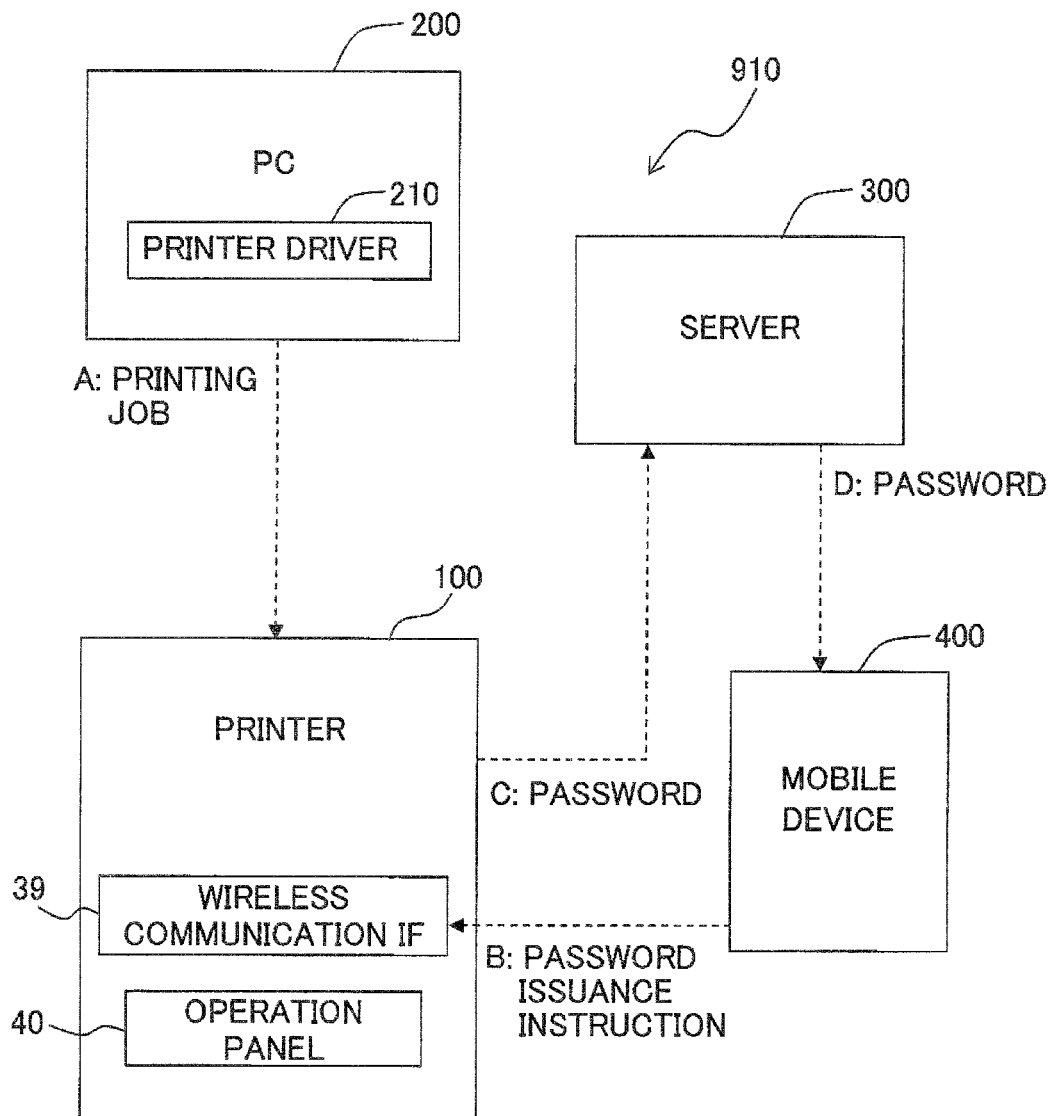 200
910
PC
210
300
PRINTER DRIVER
SERVER
A: PRINTING
JOB
D: PASSWORD
100
400
PRINTER
MOBILE
DEVICE
C: PASSWORD
39
WIRELESS
COMMUNICATION IF
B: PASSWORD
ISSUANCE
INSTRUCTION
40
OPERATION
PANEL